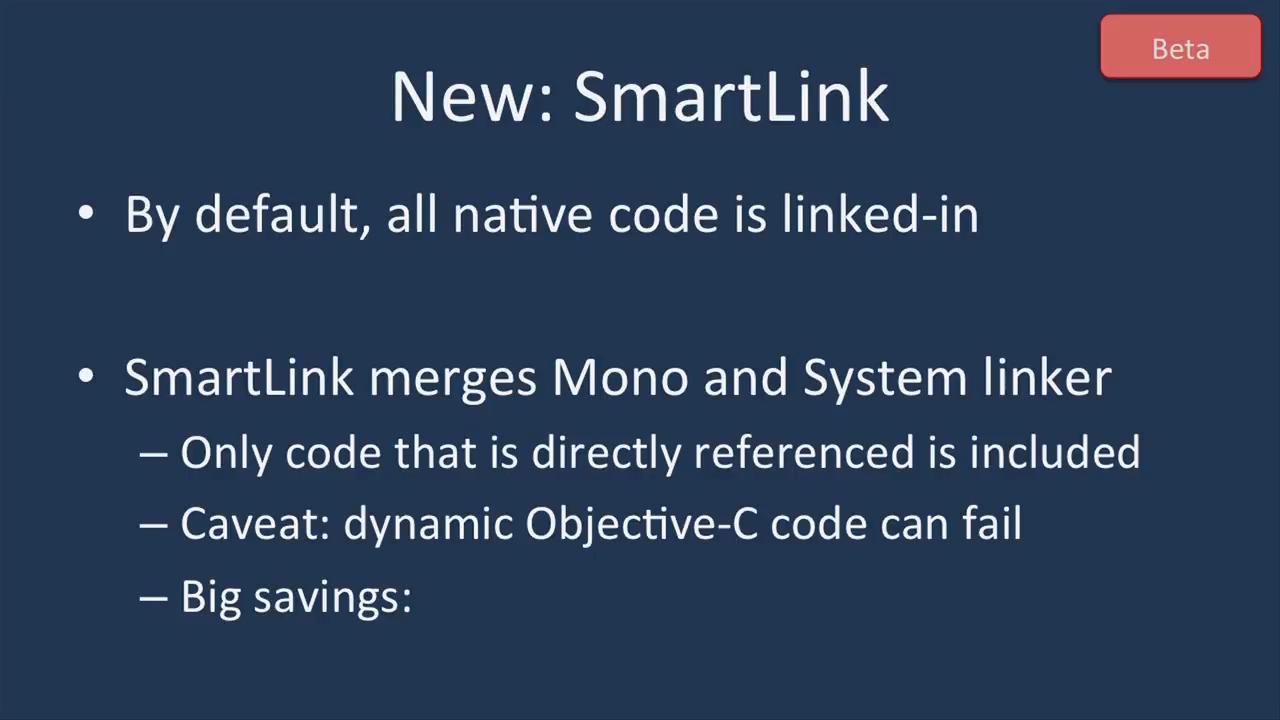 Beta
New: SmartLink
• By default, all native code is linked-in
• SmartLink merges Mono and System linker
– Only code that is directly referenced is included
– Caveat: dynamic Objective-C code can fail
– Big savings: